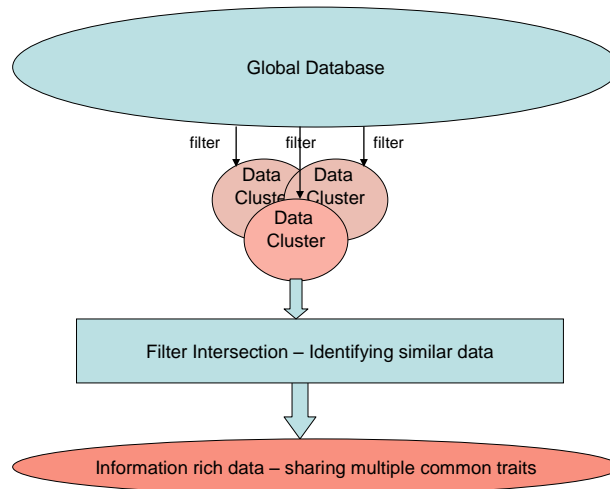 Global Database
filter
filter
filter
Data
Cluster
Data
Cluster
Data
Cluster
Filter Intersection – Identifying similar data
Information rich data – sharing multiple common traits